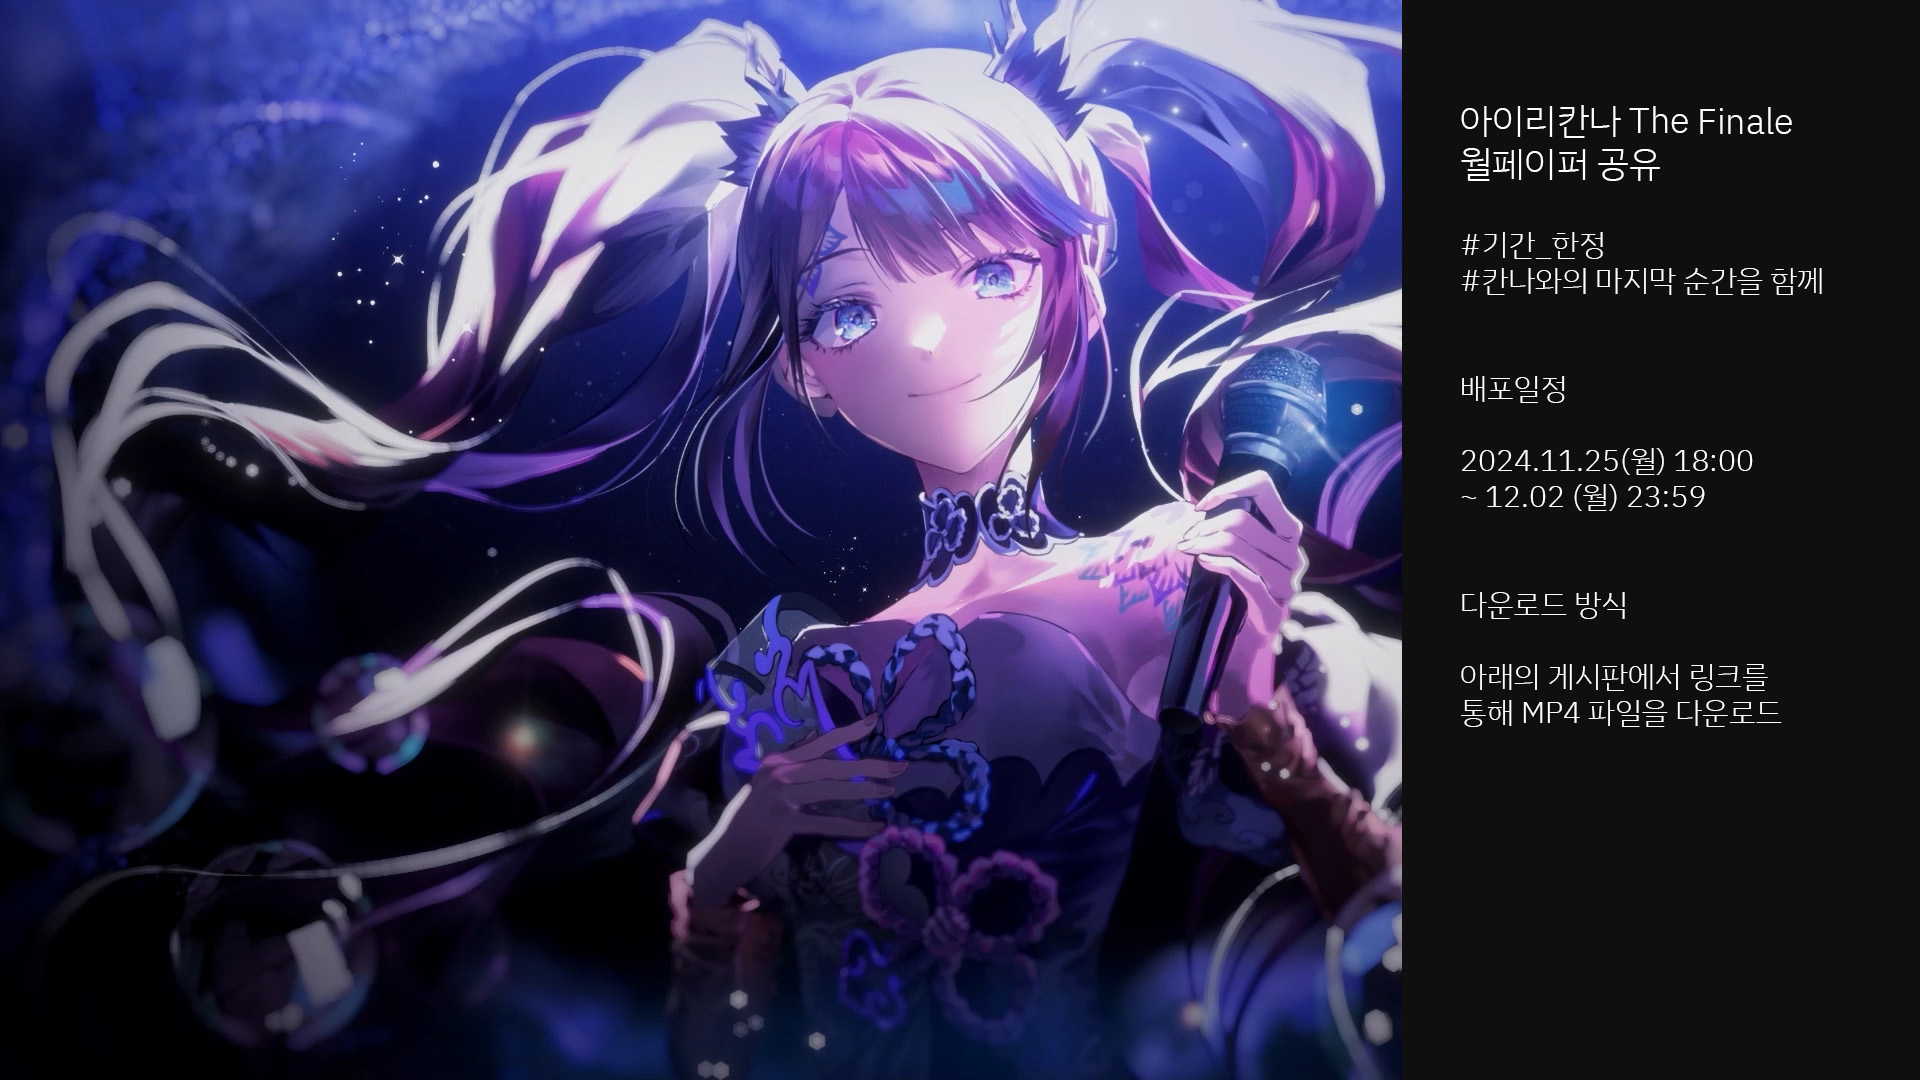 아이리칸나 The Finale
월페이퍼 공유
#기간_한정
#칸나와의 마지막 순간을 함께
배포일정
2024.11.25(월) 18:00
~ 12.02 (월) 23:59
다운로드 방식
아래의 게시판에서 링크를
통해 MP4 파일을 다운로드